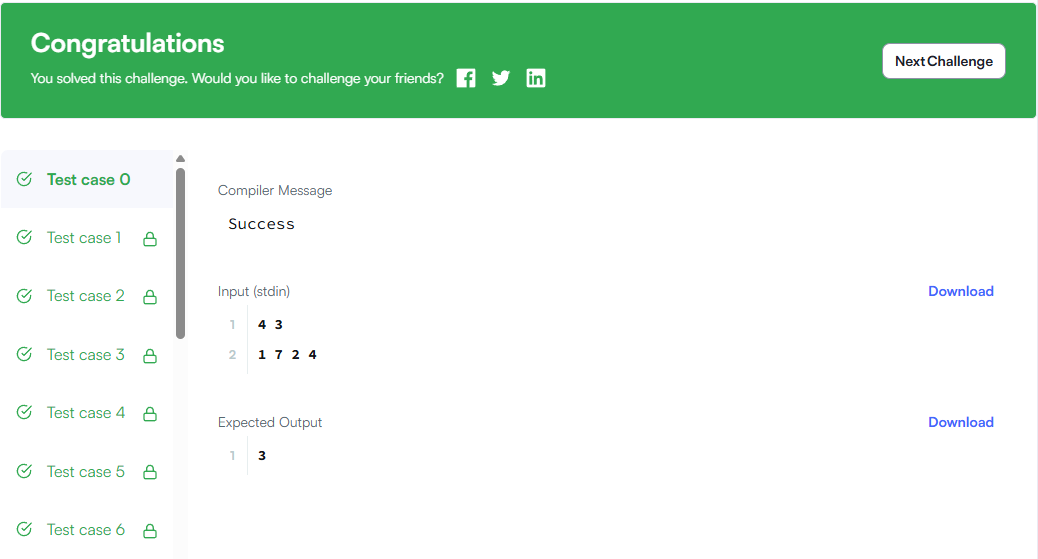 Congratulations
You solved this challenge. Would you like to challenge your friends?
Next Challenge
Test case 0
Test case 1
Test case 2
Test case 3
Test case 4
Test case 5
Test case 6
Compiler Message
Success
Input (stdin)
Download
1 4 3
2 1 7 2 4
Expected Output
Download
1 3